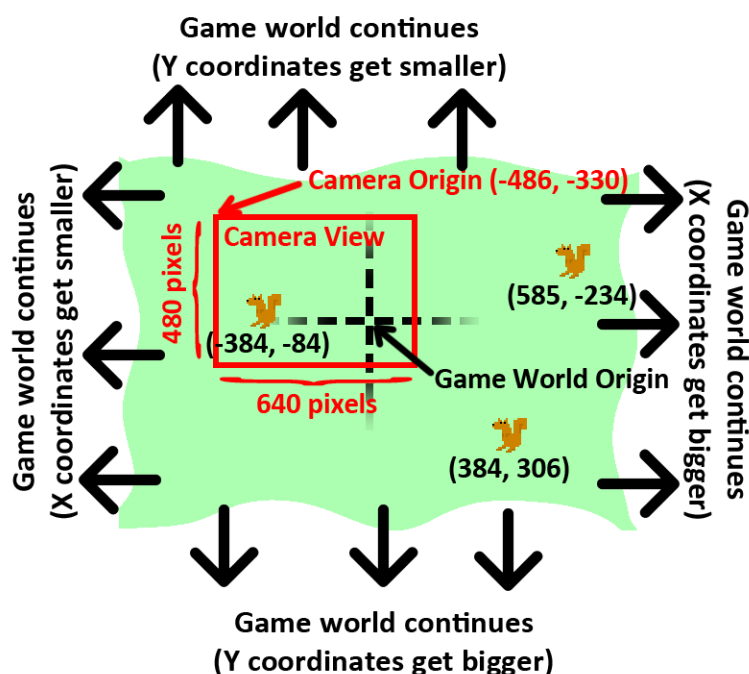 Game world continues
(Y coordinates get smaller)
Camera Origin (-486, -330)
Game world continues
(X coordinates get smaller)
480 pixels
Camera View
(-384, -84)
640 pixels
(585, -234)
Game World Origin
(384, 306)
Game world continues
(X coordinates get bigger)
Game world continues
(Y coordinates get bigger)